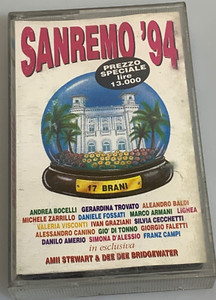 SANREMO '94
PREZZO
SPECIALE
lire
13.000
17 BRANI
ANDREA BOCELLI GERARDINA TROVATO ALEANDRO BALDI
MICHELE ZARRILLO DANIELE FOSSATI MARCO ARMANI LIGHEA
VALERIA VISCONTI IVAN GRAZIANI SILVIA CECCHETTI
ALESSANDRO CANINO GIO' DI TONNO GIORGIO FALETTI
DANILO AMERIO SIMONA D'ALESSIO FRANZ CAMPI
in esclusiva
AMII STEWART & DEE DEE BRIDGEWATER